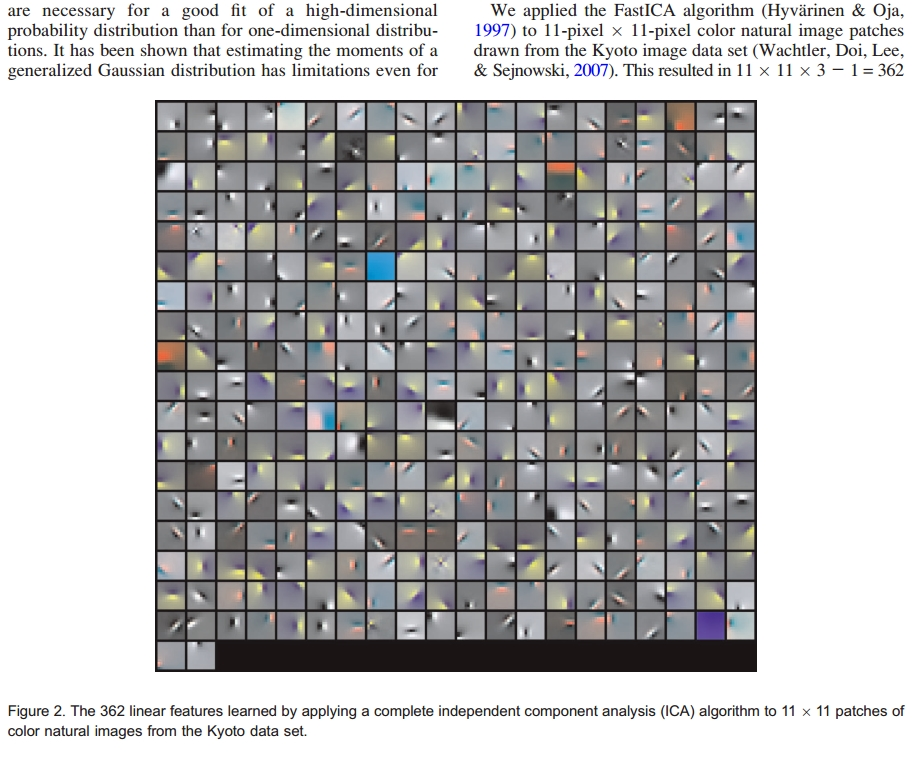 are necessary for a good fit of a high-dimensional
probability distribution than for one-dimensional distribu-
tions. It has been shown that estimating the moments of a
generalized Gaussian distribution has limitations even for
We applied the FastICA algorithm (Hyvärinen & Oja,
1997) to 11-pixel × 11-pixel color natural image patches
drawn from the Kyoto image data set (Wachtler, Doi, Lee,
& Sejnowski, 2007). This resulted in 11 × 11 × 3 − 1 = 362
Figure 2. The 362 linear features learned by applying a complete independent component analysis (ICA) algorithm to 11 × 11 patches of
color natural images from the Kyoto data set.